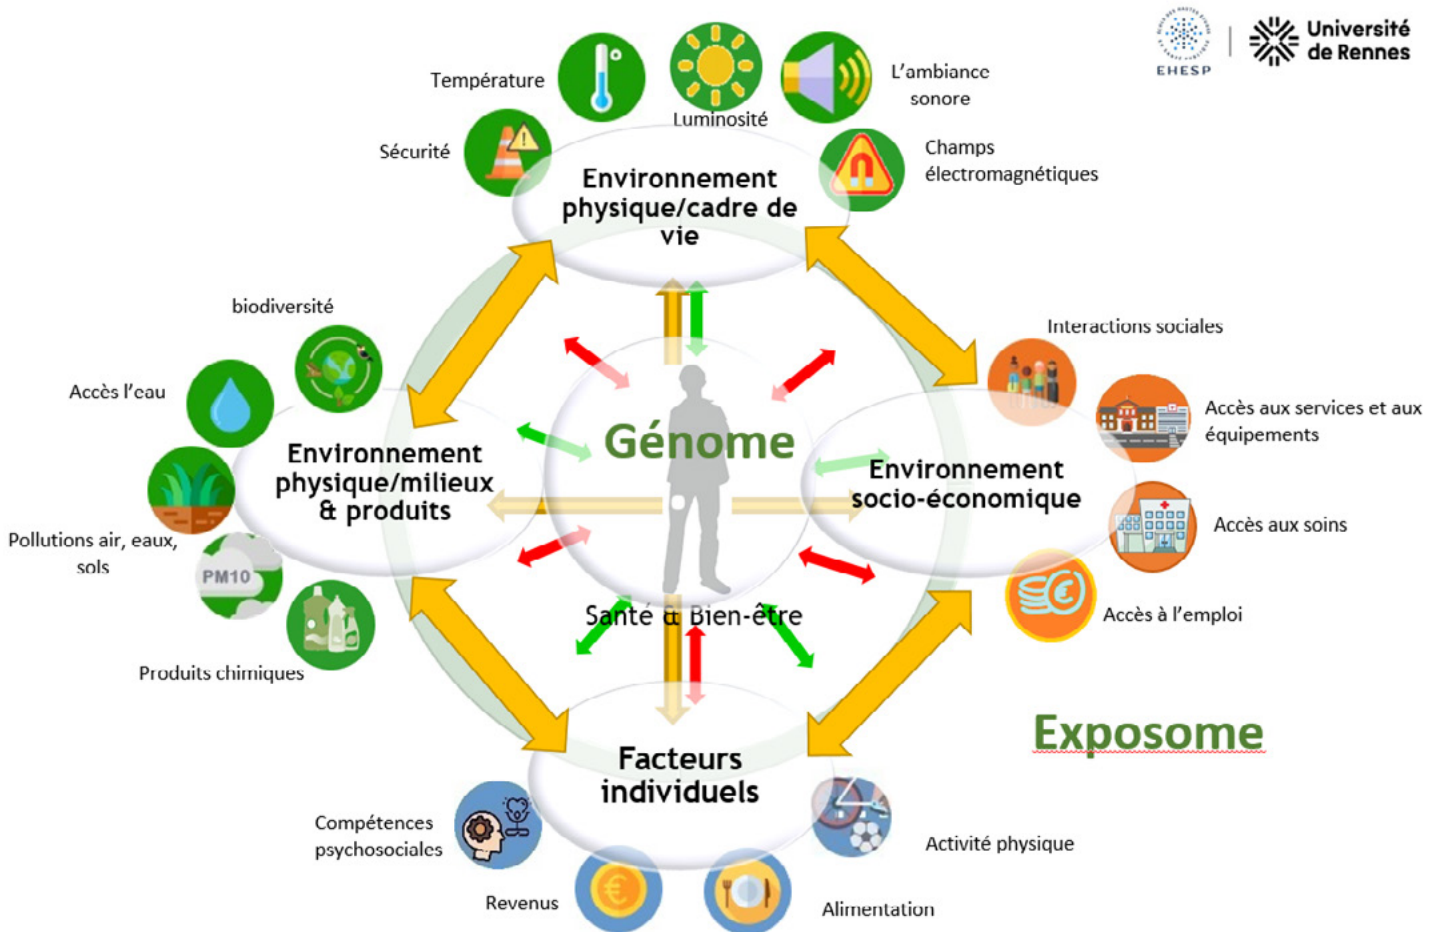 EHESP
Université
de Rennes
Température
Luminosité
L'ambiance
sonore
Sécurité
Champs
électromagnétiques
Environnement
physique/cadre de
vie
biodiversité
Accès l'eau
Environnement
physique/milieux
& produits
Pollutions air, eaux,
sols
PM10
Produits chimiques
Génome
Santé & Bien-être
Interactions sociales
Accès aux services et aux
équipements
Environnement
socio-économique
Accès aux soins
Accès à l'emploi
Exposome
Facteurs
individuels
Compétences
psychosociales
Revenus
Alimentation
Activité physique